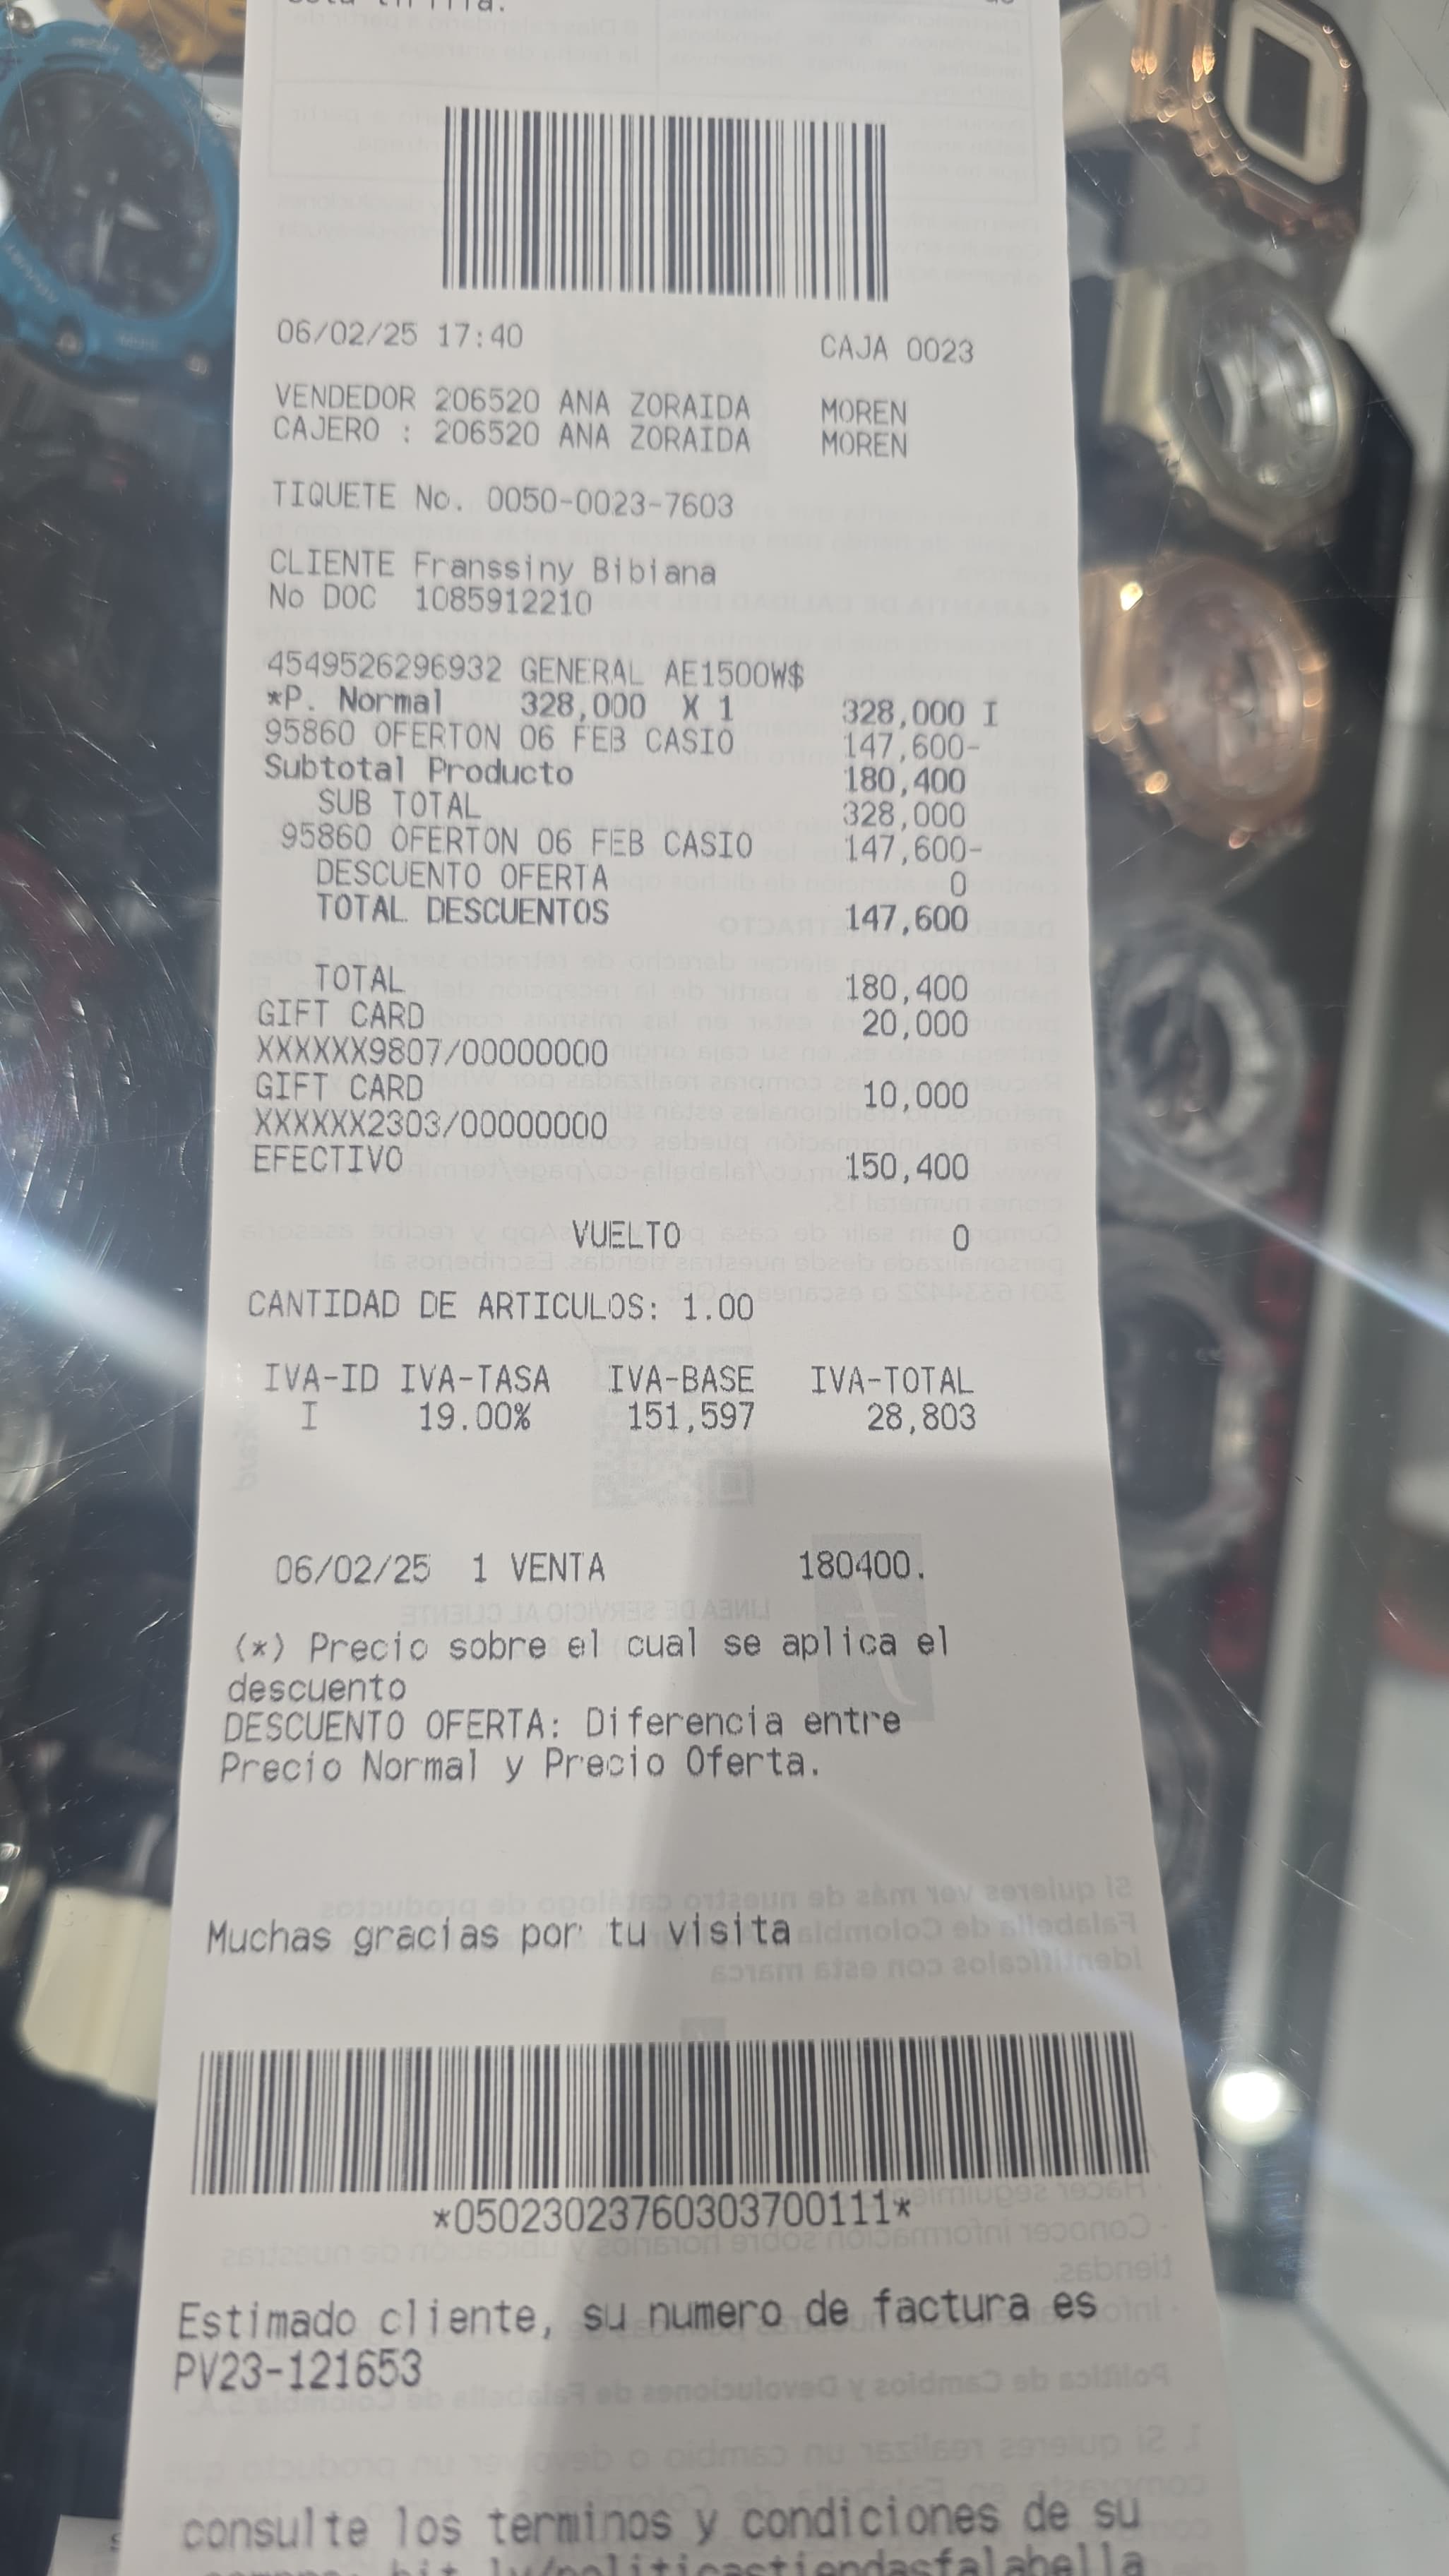 06/02/25 17:40 CAJA 0023
VENDEDOR 206520 ANA ZORAIDA MOREN
CAJERO : 206520 ANA ZORAIDA MOREN
TIQUETE No. 0050-0023-7603
CLIENTE Franssiny Bibiana
No DOC 1085912210
4549526296932 GENERAL AE1500W$
*P. Normal 328,000 X 1 328,000 I
95860 OFERTON 06 FEB CASIO 147,600-
Subtotal Producto 180,400
SUB TOTAL 328,000
95860 OFERTON 06 FEB CASIO 147,600-
DESCUENTO OFERTA 0
TOTAL DESCUENTOS 147,600
TOTAL 180,400
GIFT CARD 20,000
XXXXXX9807/00000000
GIFT CARD 10,000
XXXXXX2303/00000000
EFECTIVO 150,400
VUELTO 0
CANTIDAD DE ARTICULOS: 1.00
IVA-ID IVA-TASA IVA-BASE IVA-TOTAL
I 19.00% 151,597 28,803
06/02/25 1 VENTA 180400.
(*) Precio sobre el cual se aplica el
descuento
DESCUENTO OFERTA: Diferencia entre
Precio Normal y Precio Oferta.
Muchas gracias por tu visita
*05023023760303700111*
Estimado cliente, su numero de factura es
PV23-121653
consulte los terminos y condiciones de su
bit.ly/politicastiendasfalabella